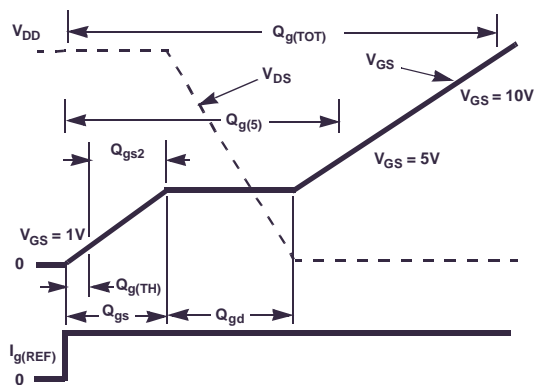 V_DD
Q_g(TOT)
V_GS
V_DS
V_GS = 10V
Q_g(5)
Q_gs2
V_GS = 5V
V_GS = 1V
0
Q_g(TH)
Q_gs
Q_gd
I_g(REF)
0